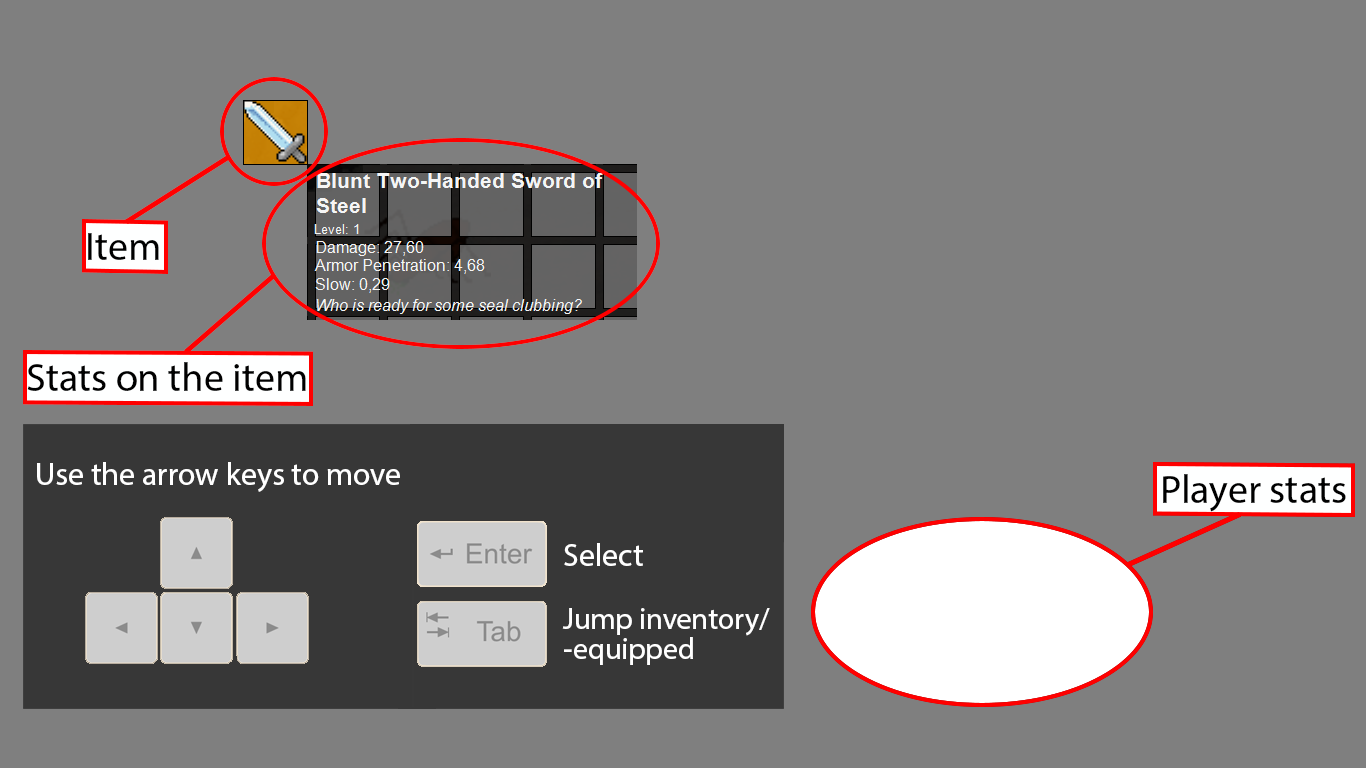 Blunt Two-Handed Sword of
Steel
Level: 1
Damage: 27,60
Armor Penetration: 4,68
Slow: 0,29
Who is ready for some seal clubbing?
Item
Stats on the item
Use the arrow keys to move
Enter
Select
Tab
Jump inventory/
-equipped
Player stats